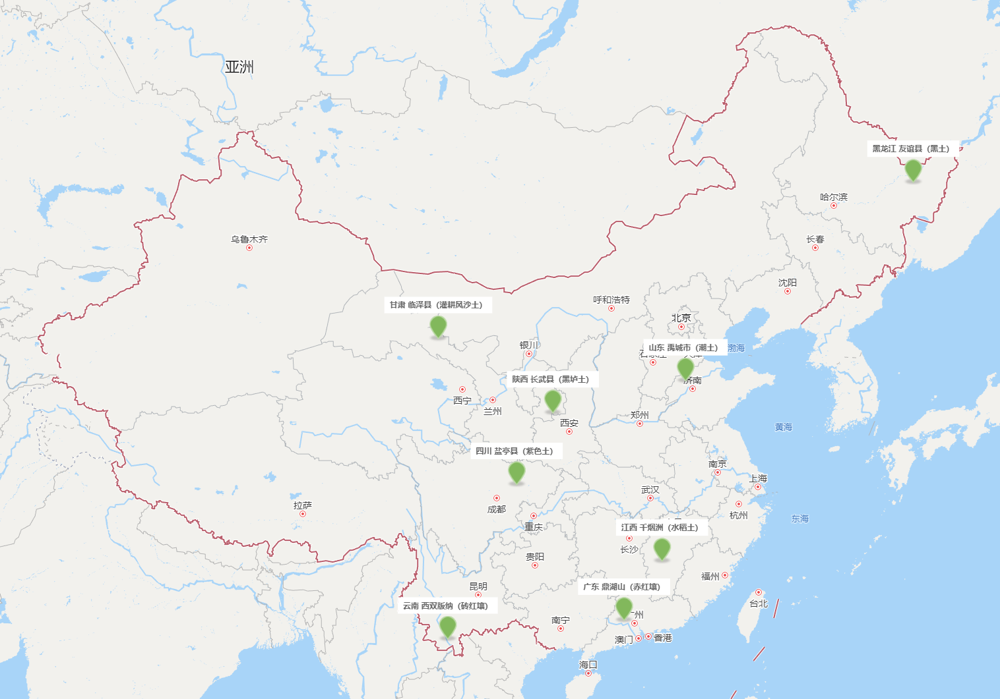 亚洲
黑龙江 友谊县（黑土）
哈尔滨
乌鲁木齐
长春
沈阳
甘肃 临泽县（灌耕风沙土）
呼和浩特
北京
银川
山东 禹城市（潮土）
渤海
陕西 长武县（黑垆土）
济南
西宁
兰州
郑州
西安
黄海
四川 盐亭县（紫色土）
南京
上海
武汉
拉萨
成都
杭州
东海
重庆
江西 千烟洲（水稻土）
长沙
贵阳
福州
昆明
广东 鼎湖山（赤红壤）
云南 西双版纳（砖红壤）
台北
州
南宁
澳门
香港
海口